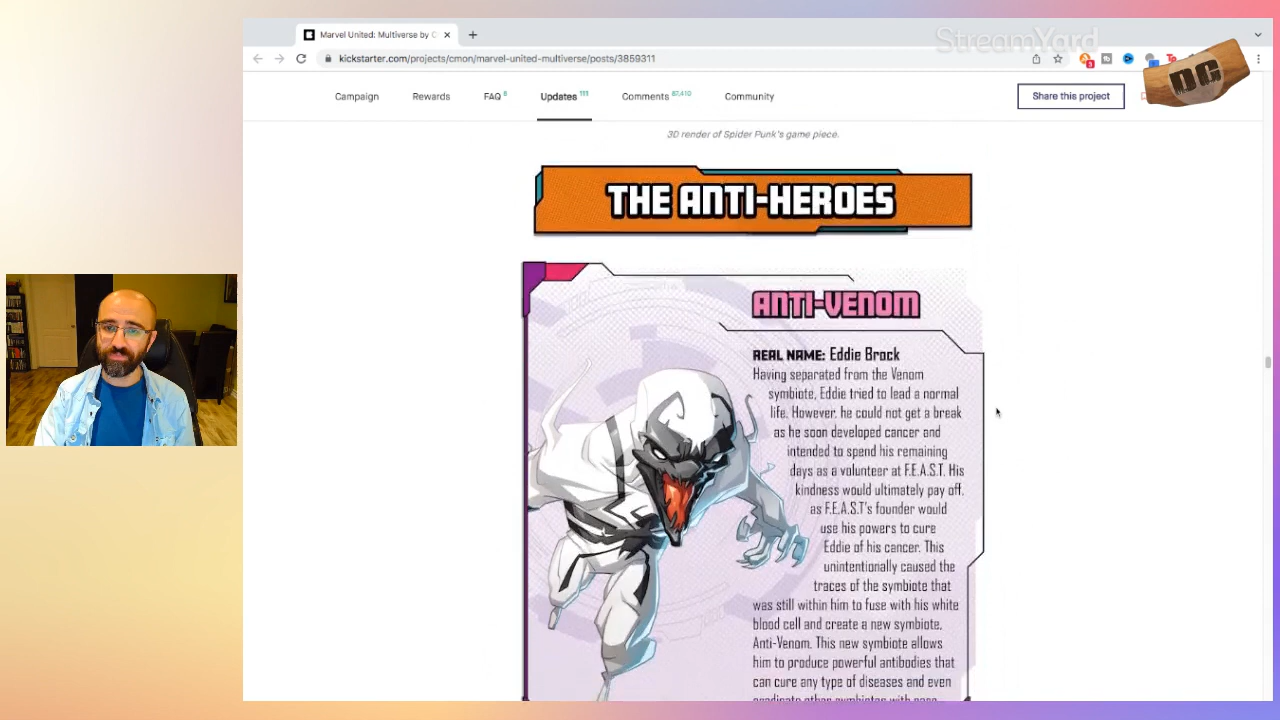 StreamYard
Marvel United: Multiverse by C
kickstarter.com/projects/cmon/marvel-united-multiverse/posts/3859311
DG
Campaign Rewards FAQ 8 Updates 111 Comments 87,410 Community Share this project
3D render of Spider Punk's game piece.
THE ANTI-HEROES
ANTI-VENOM
REAL NAME: Eddie Brock
Having separated from the Venom
symbiote, Eddie tried to lead a normal
life. However, he could not get a break
as he soon developed cancer and
intended to spend his remaining
days as a volunteer at F.E.A.S.T. His
kindness would ultimately pay off,
as F.E.A.S.T's founder would
use his powers to cure
Eddie of his cancer. This
unintentionally caused the
traces of the symbiote that
was still within him to fuse with his white
blood cell and create a new symbiote,
Anti-Venom. This new symbiote allows
him to produce powerful antibodies that
can cure any type of diseases and even